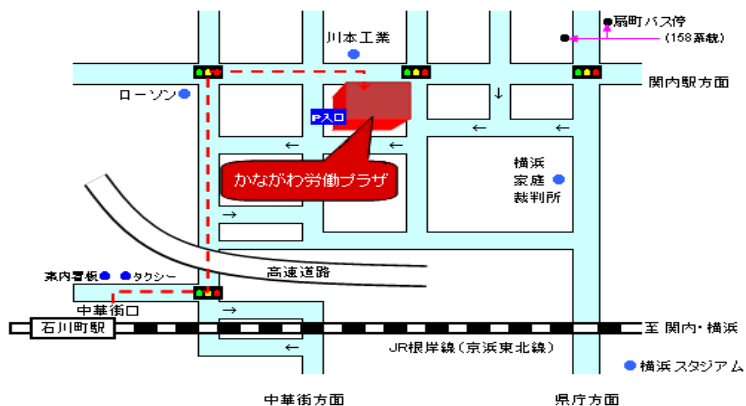 扇町バス停
(158系統)
川本工業
関内駅方面
ローソン
P入口
かながわ労働プラザ
横浜
家庭
裁判所
高速道路
案内看板
タクシー
中華街口
石川町駅
至 関内・横浜
JR根岸線(京浜東北線)
横浜スタジアム
中華街方面
県庁方面